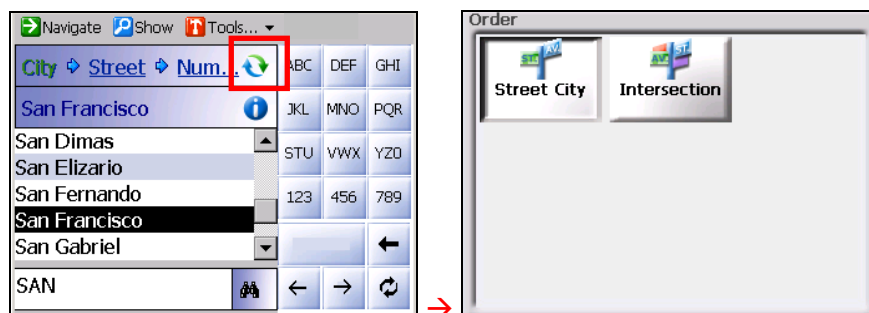 Navigate Show Tools...
City Street Num...
ABC DEF GHI
San Francisco
JKL MNO PQR
San Dimas
San Elizario
STU VWX YZ0
San Fernando
123 456 789
San Francisco
San Gabriel
SAN
Order
Street City Intersection